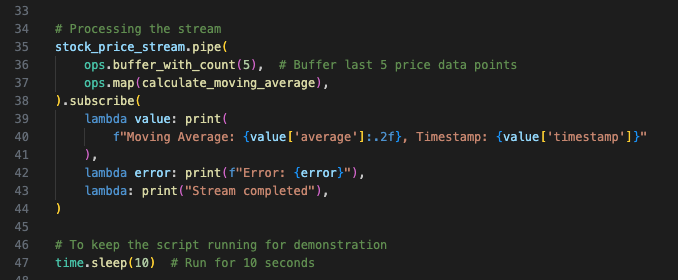 33
34 # Processing the stream
35 stock_price_stream.pipe(
36     ops.buffer_with_count(5),  # Buffer last 5 price data points
37     ops.map(calculate_moving_average),
38 ).subscribe(
39     lambda value: print(
40         f"Moving Average: {value['average']:.2f}, Timestamp: {value['timestamp']}"
41     ),
42     lambda error: print(f"Error: {error}"),
43     lambda: print("Stream completed"),
44 )
45
46 # To keep the script running for demonstration
47 time.sleep(10)  # Run for 10 seconds